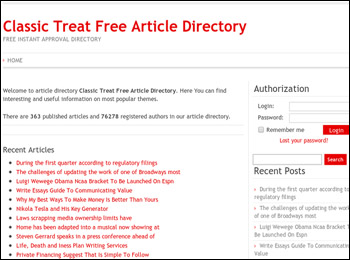 Classic Treat Free Article Directory
FREE INSTANT APPROVAL DIRECTORY
HOME
Welcome to article directory Classic Treat Free Article Directory. Here You can find
interesting and useful information on most popular themes.
There are 363 published articles and 76278 registered authors in our article directory.
Recent Articles
During the first quarter according to regulatory filings
The challenges of updating the work of one of Broadways most
Luigi Wewege Obama Ncaa Bracket To Be Launched On Espn
Write Essays Guide To Communicating Value
Why My Best Ways To Make Money is Better Than Yours
Nikola Tesla and His Key Generator
Laws scrapping media ownership limits have
Home has been adapted into a musical now showing at
Steven Gerrard speaks in a press conference ahead of
Life, Death and Iness Plan Writing Services
Private Financing Suggest That Is Simple To Follow
Authorization
Login:
Password:
Remember me
Login
Lost your password!
Search
Recent Posts
During the first quarter according to
regulatory filings
The challenges of updating the work
of one of Broadways most
Luigi Wewege Obama Ncaa Bracket To
Be Launched On Espn
Write Essays Guide To Communicating
Value